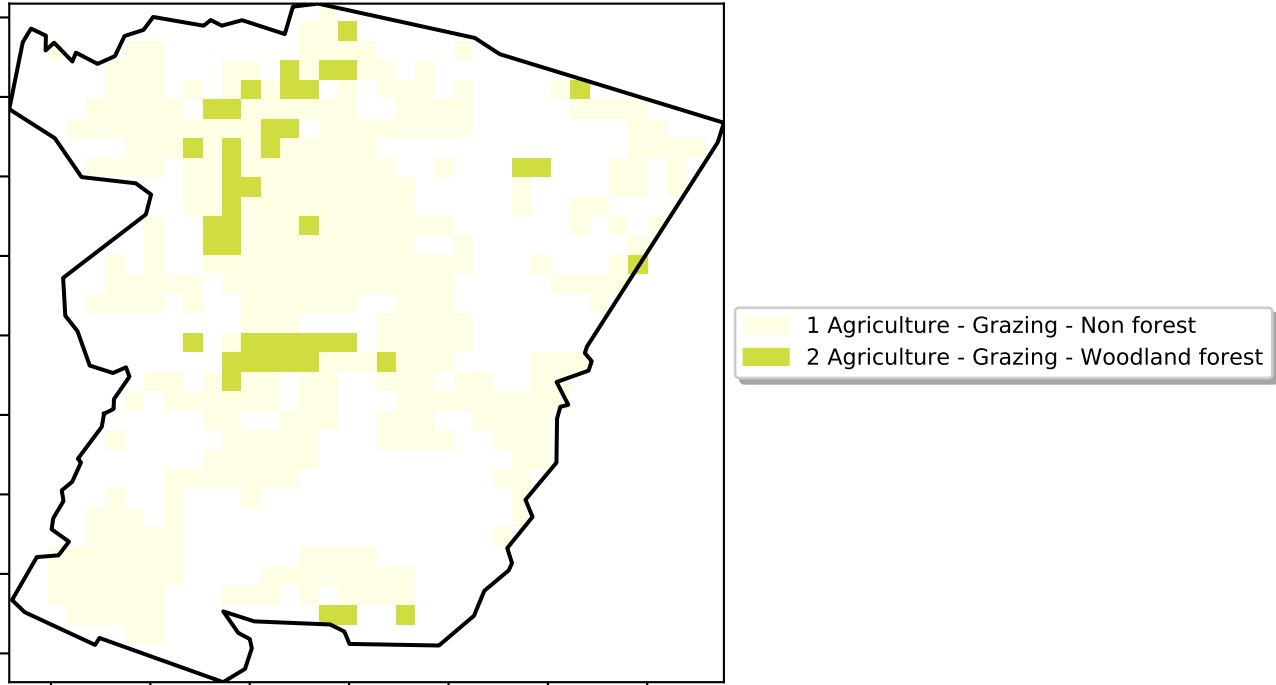 1 Agriculture - Grazing - Non forest
2 Agriculture - Grazing - Woodland forest